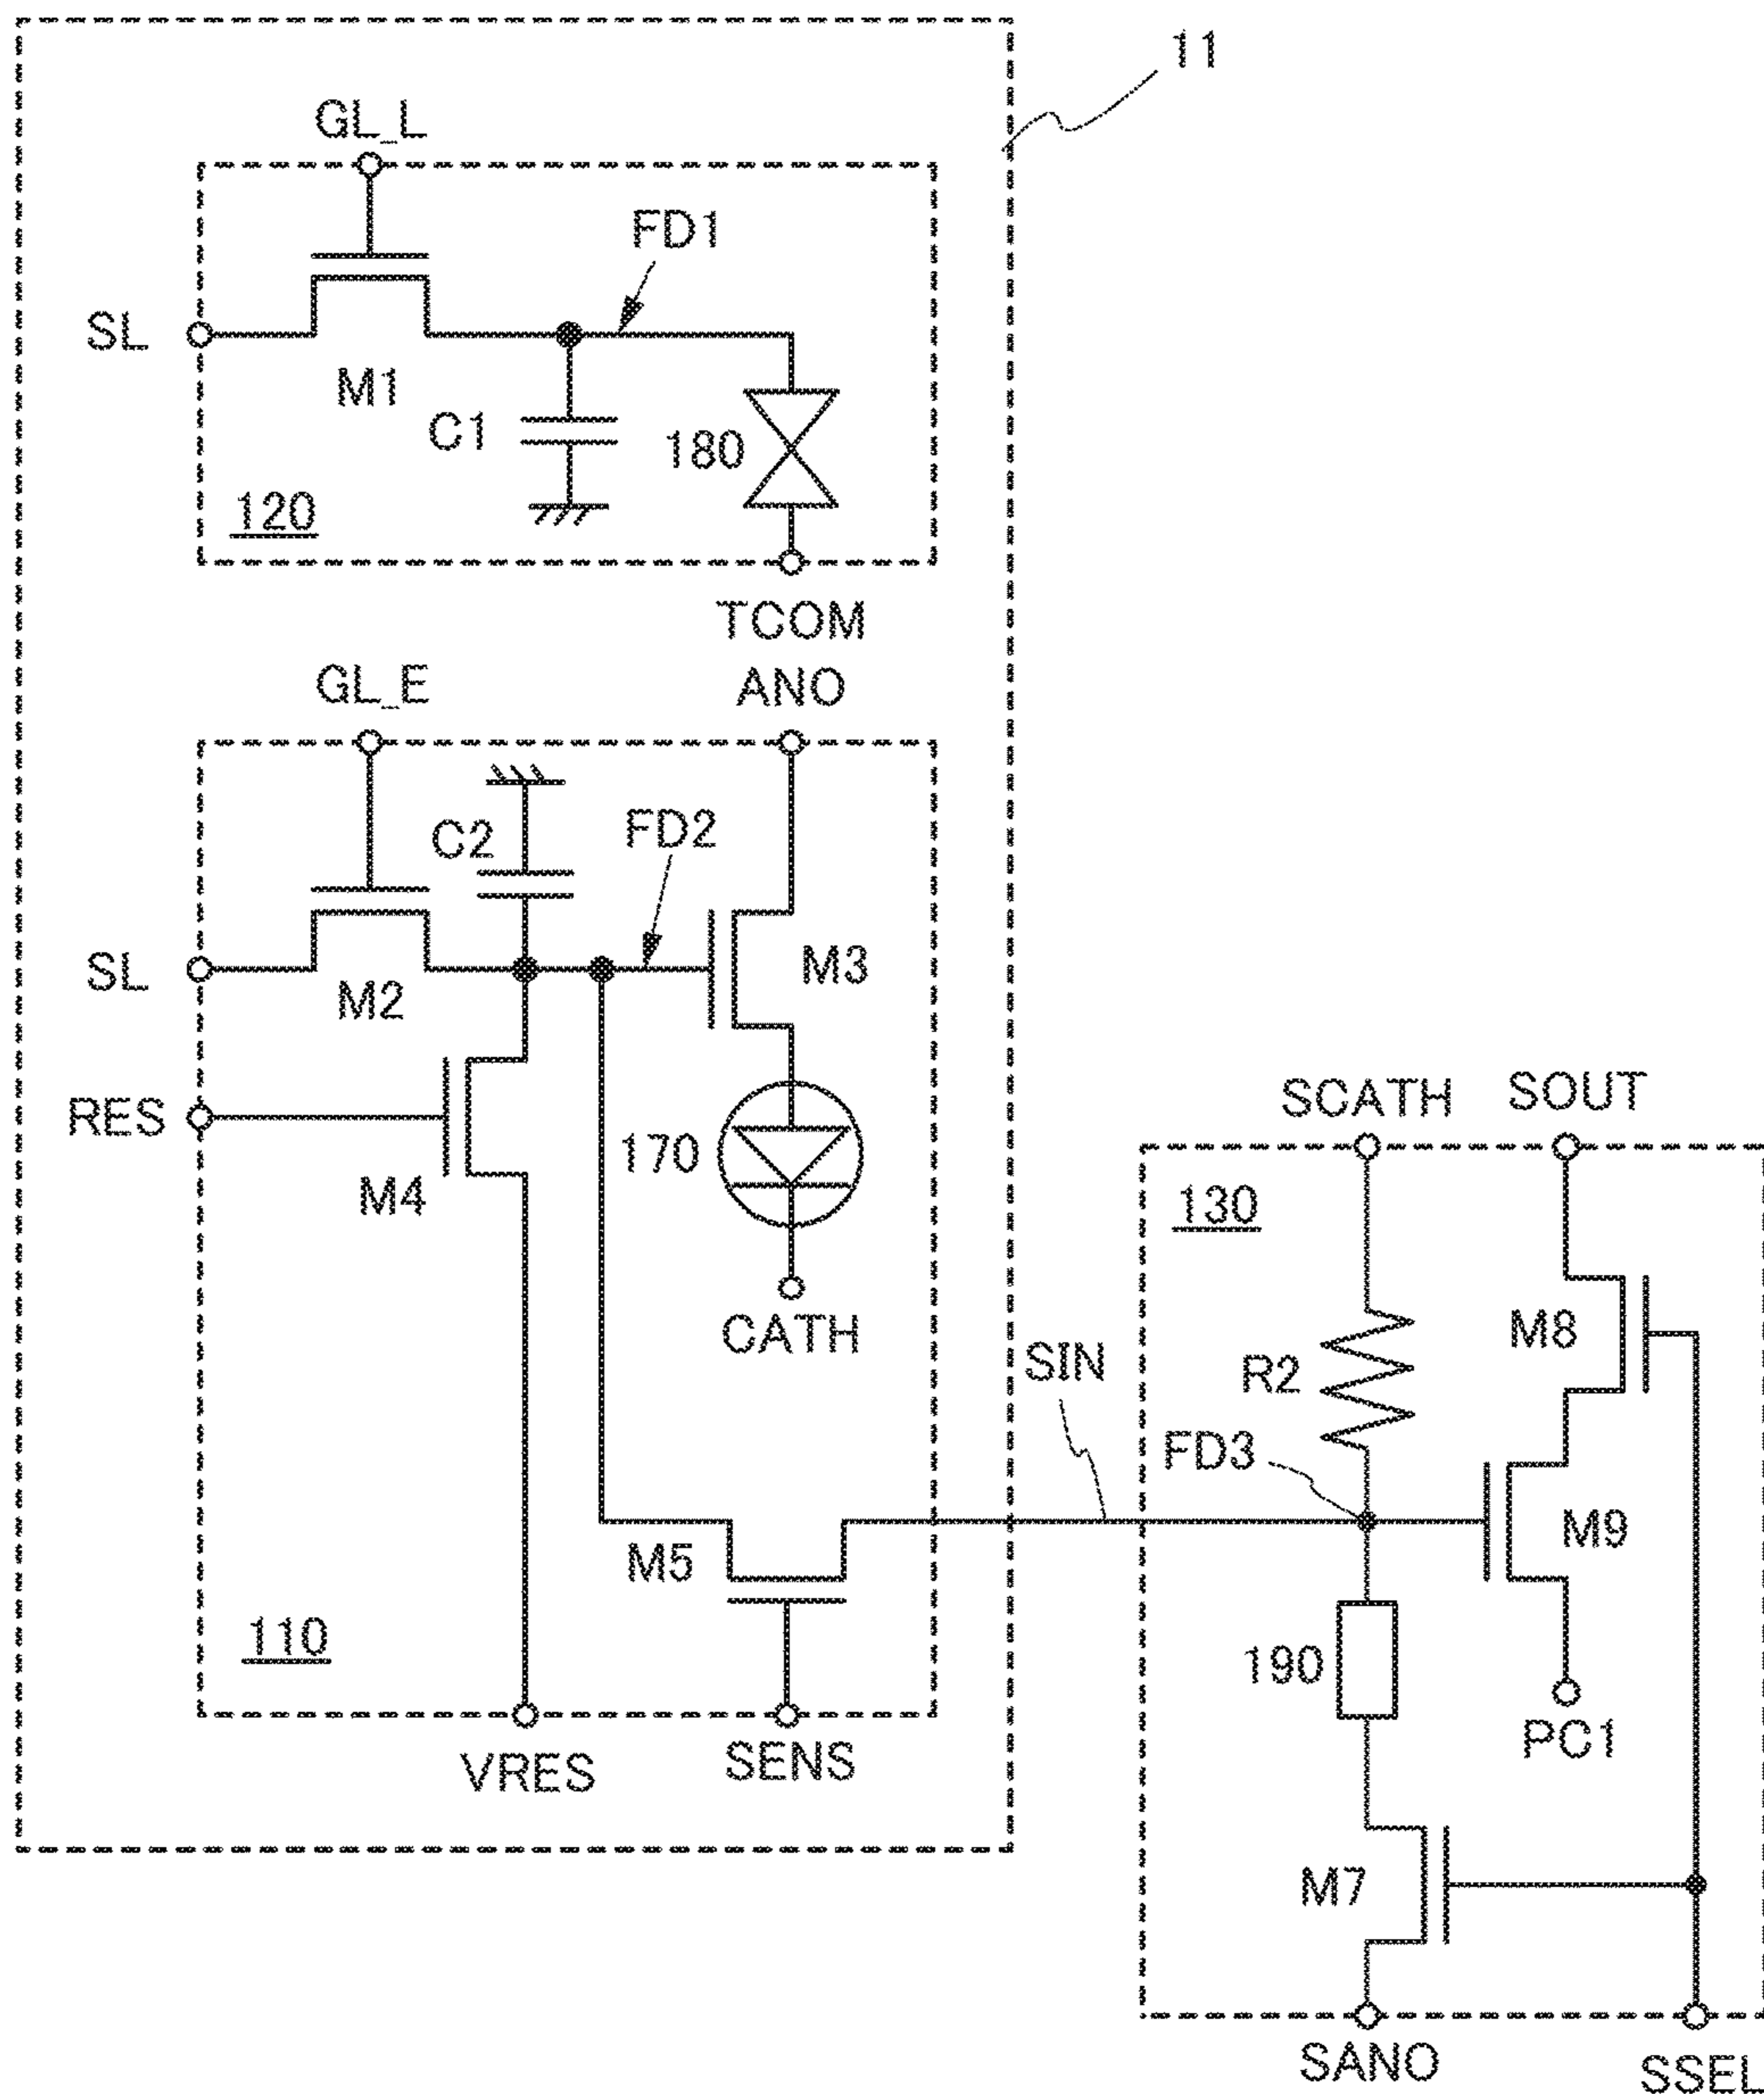 11
GL_L
FD1
SL
M1
C1
180
120
TCOM
GL_E
ANO
C2
FD2
SL
M2
M3
RES
M4
170
CATH
SCATH
SOUT
130
M8
R2
SIN
FD3
M9
M5
110
190
PC1
VRES
SENS
M7
SANO
SSEL